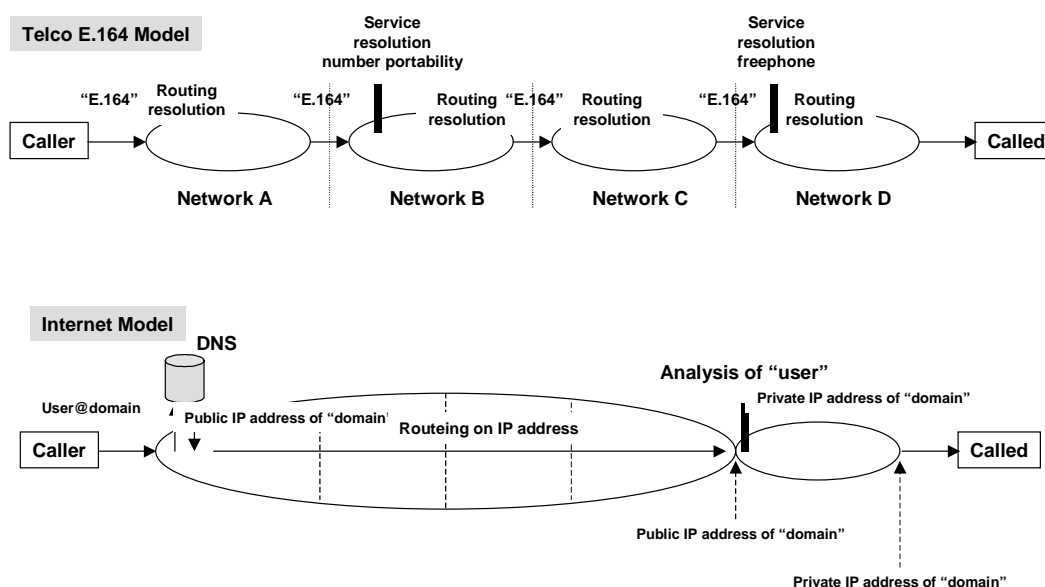 Telco E.164 Model
Service
resolution
number portability
Service
resolution
freephone
“E.164”
Routing
resolution
“E.164”
Routing
resolution
“E.164”
Routing
resolution
“E.164”
Routing
resolution
Caller
Called
Network A
Network B
Network C
Network D
Internet Model
DNS
Analysis of “user”
User@domain
Public IP address of “domain’
Private IP address of “domain”
Routeing on IP address
Caller
Called
Public IP address of “domain”
Private IP address of “domain”